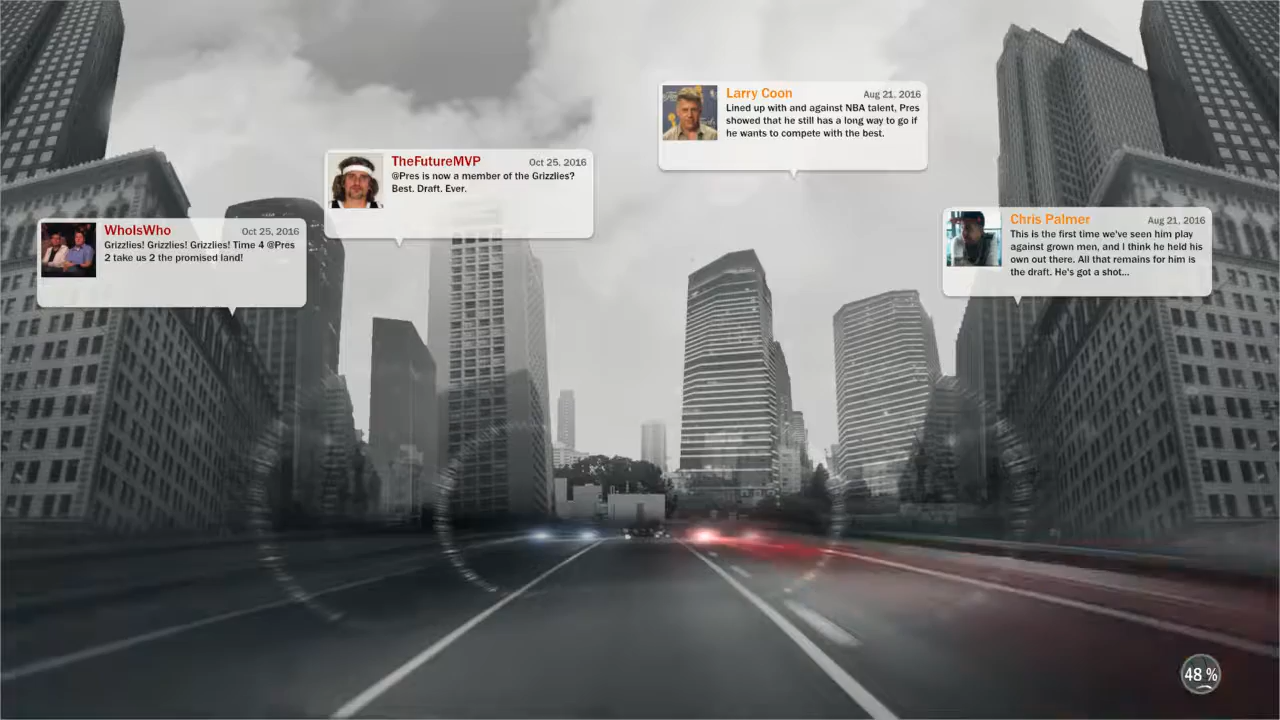 Larry Coon
Aug 21, 2016
Lined up with and against NBA talent, Pres
showed that he still has a long way to go if
he wants to compete with the best.
TheFutureMVP
Oct 25, 2016
@Pres is now a member of the Grizzlies?
Best. Draft. Ever.
WhoIsWho
Oct 25, 2016
Grizzlies! Grizzlies! Grizzlies! Time 4 @Pres
2 take us 2 the promised land!
Chris Palmer
Aug 21, 2016
This is the first time we've seen him play
against grown men, and I think he held his
own out there. All that remains for him is
the draft. He's got a shot...
48 %